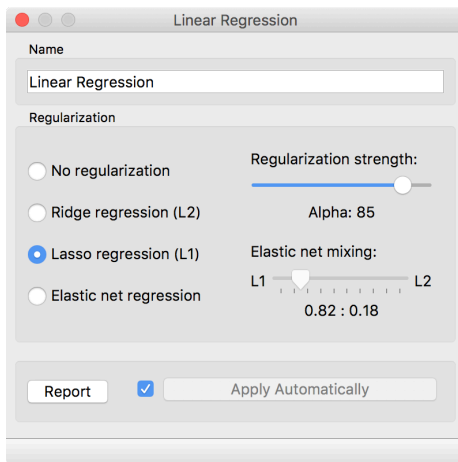 Linear Regression
Name
Linear Regression
Regularization
No regularization
Ridge regression (L2)
Lasso regression (L1)
Elastic net regression
Regularization strength:
Alpha: 85
Elastic net mixing:
L1 L2
0.82 : 0.18
Report Apply Automatically